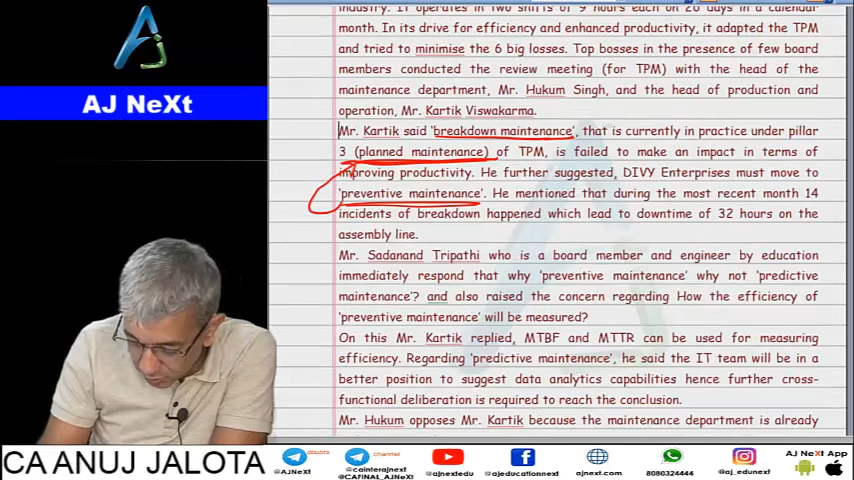 industry. It operates in two shifts of 9 hours each on 26 days in a calendar
month. In its drive for efficiency and enhanced productivity, it adapted the TPM
and tried to minimise the 6 big losses. Top bosses in the presence of few board
members conducted the review meeting (for TPM) with the head of the
maintenance department, Mr. Hukum Singh, and the head of production and
operation, Mr. Kartik Viswakarma.
Mr. Kartik said 'breakdown maintenance', that is currently in practice under pillar
3 (planned maintenance) of TPM, is failed to make an impact in terms of
improving productivity. He further suggested, DIVY Enterprises must move to
'preventive maintenance'. He mentioned that during the most recent month 14
incidents of breakdown happened which lead to downtime of 32 hours on the
assembly line.
Mr. Sadanand Tripathi who is a board member and engineer by education
immediately respond that why 'preventive maintenance' why not 'predictive
maintenance'? and also raised the concern regarding How the efficiency of
'preventive maintenance' will be measured?
On this Mr. Kartik replied, MTBF and MTTR can be used for measuring
efficiency. Regarding 'predictive maintenance', he said the IT team will be in a
better position to suggest data analytics capabilities hence further cross-
functional deliberation is required to reach the conclusion.
Mr. Hukum opposes Mr. Kartik because the maintenance department is already
AJ NeXt
CA ANUJ JALOTA
doubts
@AJNeXt
channel
@cainterajnext
@CAFINAL_AJNeXt
@ajnextedu
@ajeducationnext
ajnext.com
8080324444
@aj_edunext
AJ NeXt App